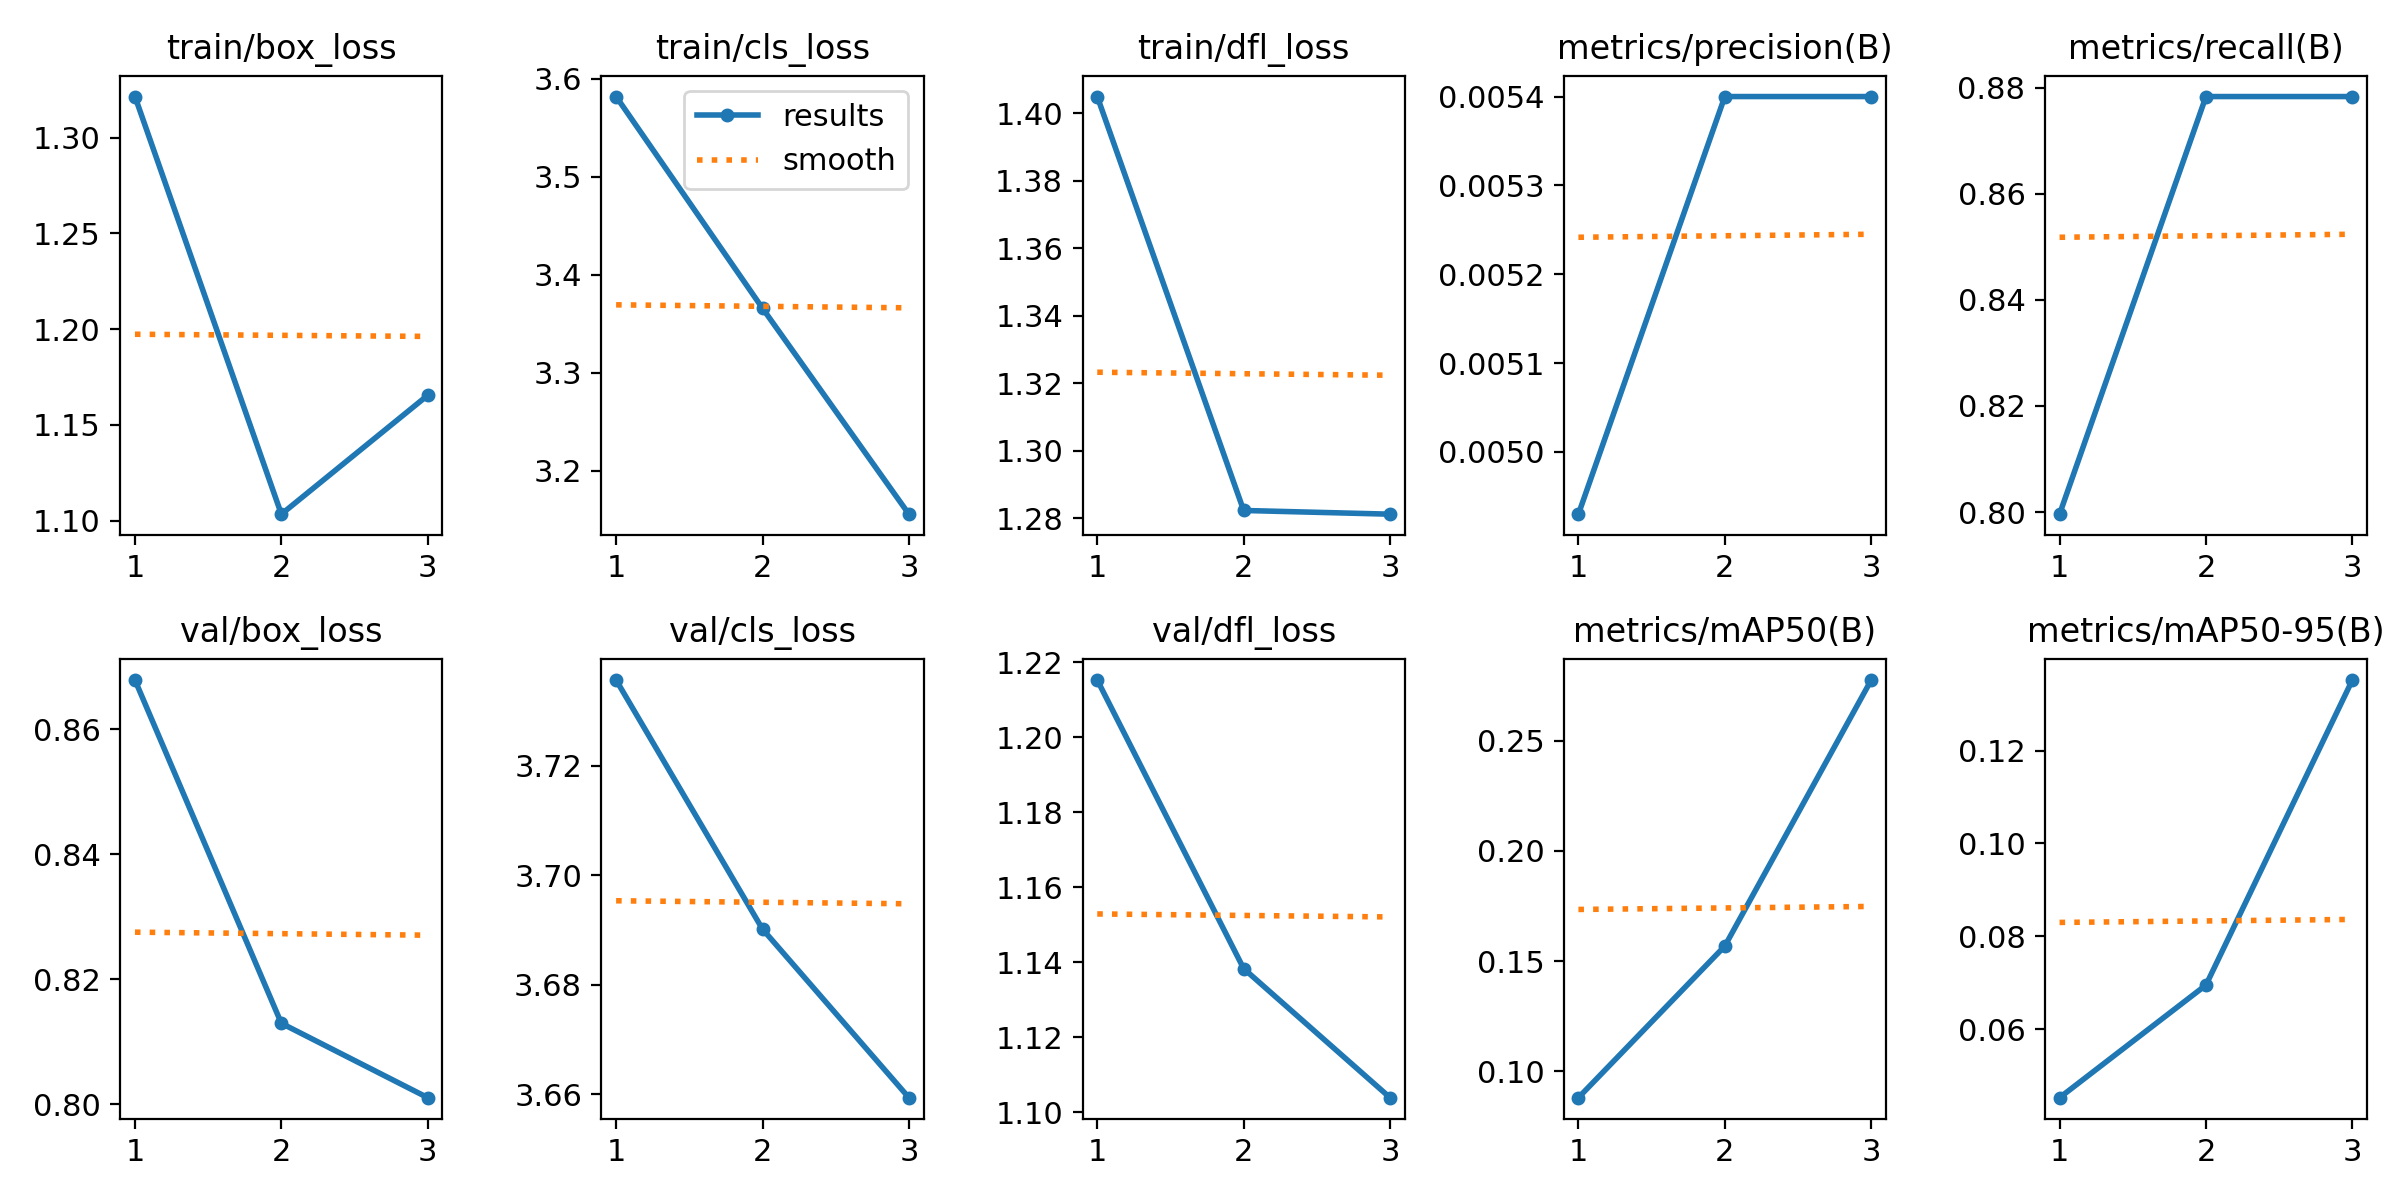 train/box_loss
1.30
1.25
1.20
1.15
1.10
1 2 3
train/cls_loss
3.6
3.5
3.4
3.3
3.2
results
smooth
1 2 3
train/dfl_loss
1.40
1.38
1.36
1.34
1.32
1.30
1.28
1 2 3
metrics/precision(B)
0.0054
0.0053
0.0052
0.0051
0.0050
1 2 3
metrics/recall(B)
0.88
0.86
0.84
0.82
0.80
1 2 3
val/box_loss
0.86
0.84
0.82
0.80
1 2 3
val/cls_loss
3.72
3.70
3.68
3.66
1 2 3
val/dfl_loss
1.22
1.20
1.18
1.16
1.14
1.12
1.10
1 2 3
metrics/mAP50(B)
0.25
0.20
0.15
0.10
1 2 3
metrics/mAP50-95(B)
0.12
0.10
0.08
0.06
1 2 3